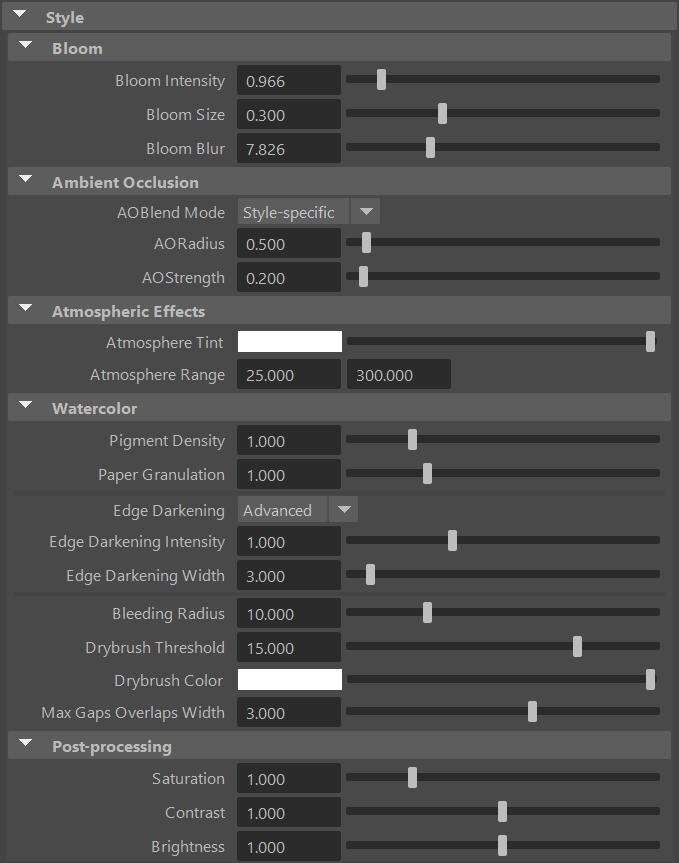 Style
Bloom
Bloom Intensity 0.966
Bloom Size 0.300
Bloom Blur 7.826
Ambient Occlusion
AOBlend Mode Style-specific
AORadius 0.500
AOStrength 0.200
Atmospheric Effects
Atmosphere Tint
Atmosphere Range 25.000 300.000
Watercolor
Pigment Density 1.000
Paper Granulation 1.000
Edge Darkening Advanced
Edge Darkening Intensity 1.000
Edge Darkening Width 3.000
Bleeding Radius 10.000
Drybrush Threshold 15.000
Drybrush Color
Max Gaps Overlaps Width 3.000
Post-processing
Saturation 1.000
Contrast 1.000
Brightness 1.000